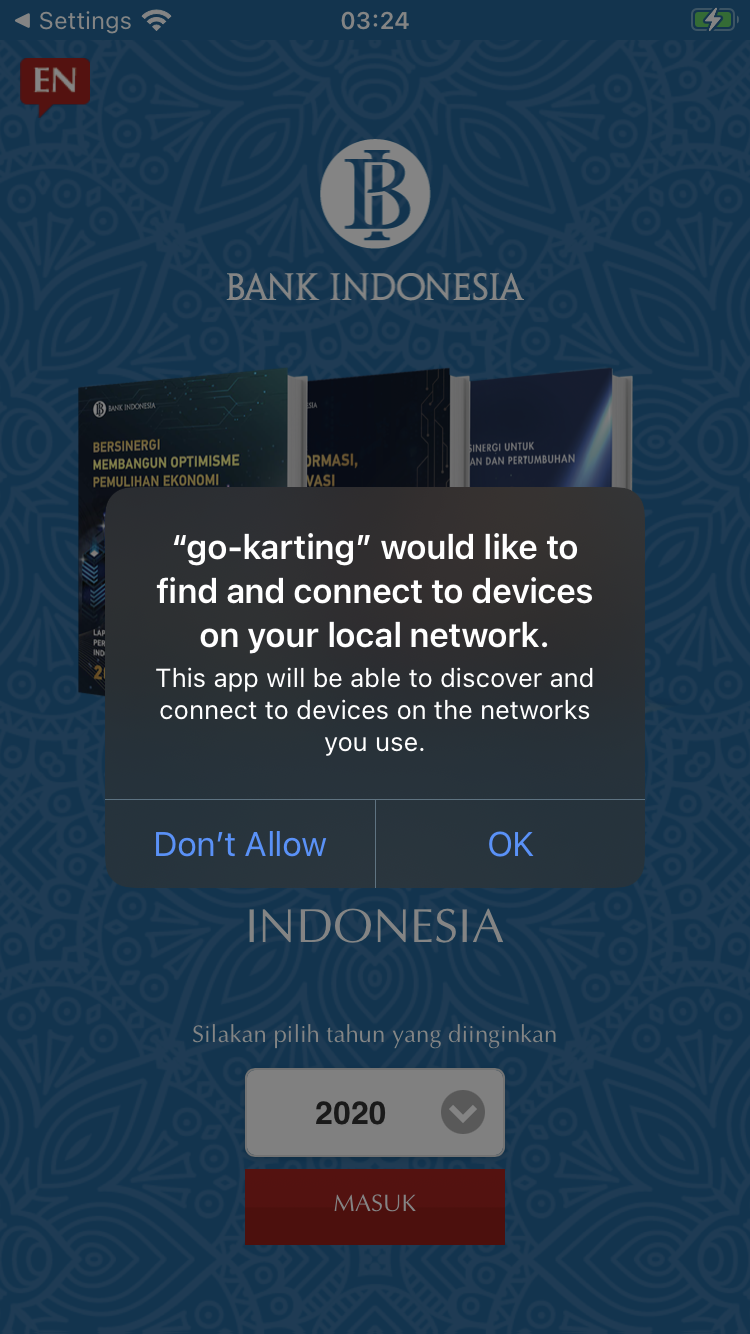 Settings
03:24
EN
BANK INDONESIA
BANK INDONESIA
BERSINERGI
MEMBANGUN OPTIMISME
PEMULIHAN EKONOMI
SINERGI UNTUK
AN DAN PERTUMBUHAN
“go-karting” would like to
find and connect to devices
on your local network.
This app will be able to discover and
connect to devices on the networks
you use.
Don’t Allow
OK
INDONESIA
Silakan pilih tahun yang diinginkan
2020
MASUK